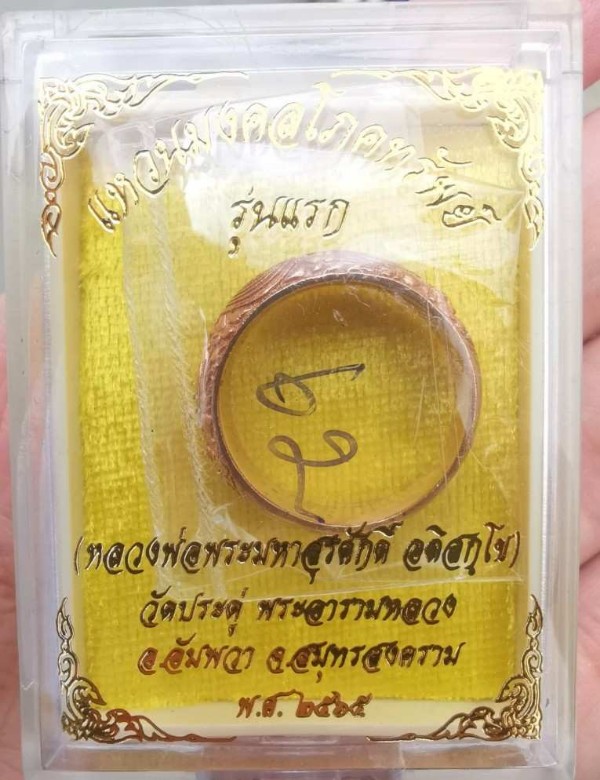 แหวนมงคลโภคทรัพย์
รุ่นแรก
(หลวงพ่อพระมหาสุรศักดิ์ อติสกฺโข)
วัดประดู่ พระอารามหลวง
อ.อัมพวา จ.สมุทรสงคราม
พ.ศ. ๒๕๖๕